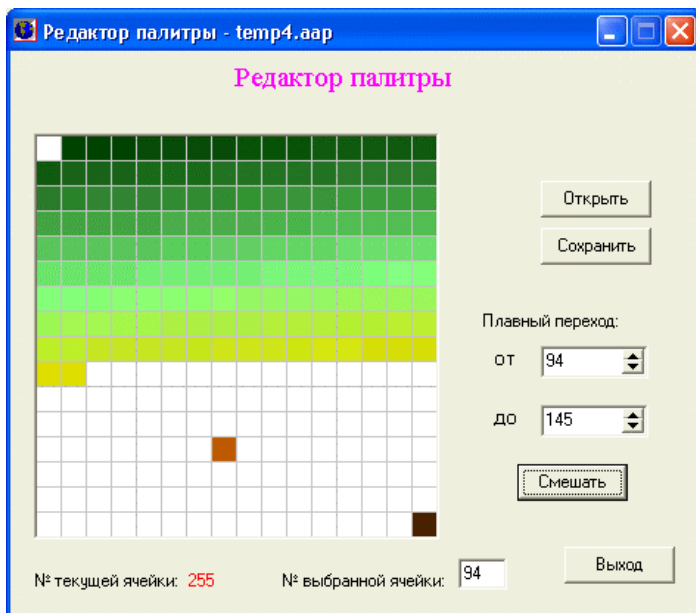 Редактор палитры - temp4.aap
Редактор палитры
Открыть
Сохранить
Плавный переход:
от 94
до 145
Смешать
№ текущей ячейки: 255 № выбранной ячейки: 94
Выход